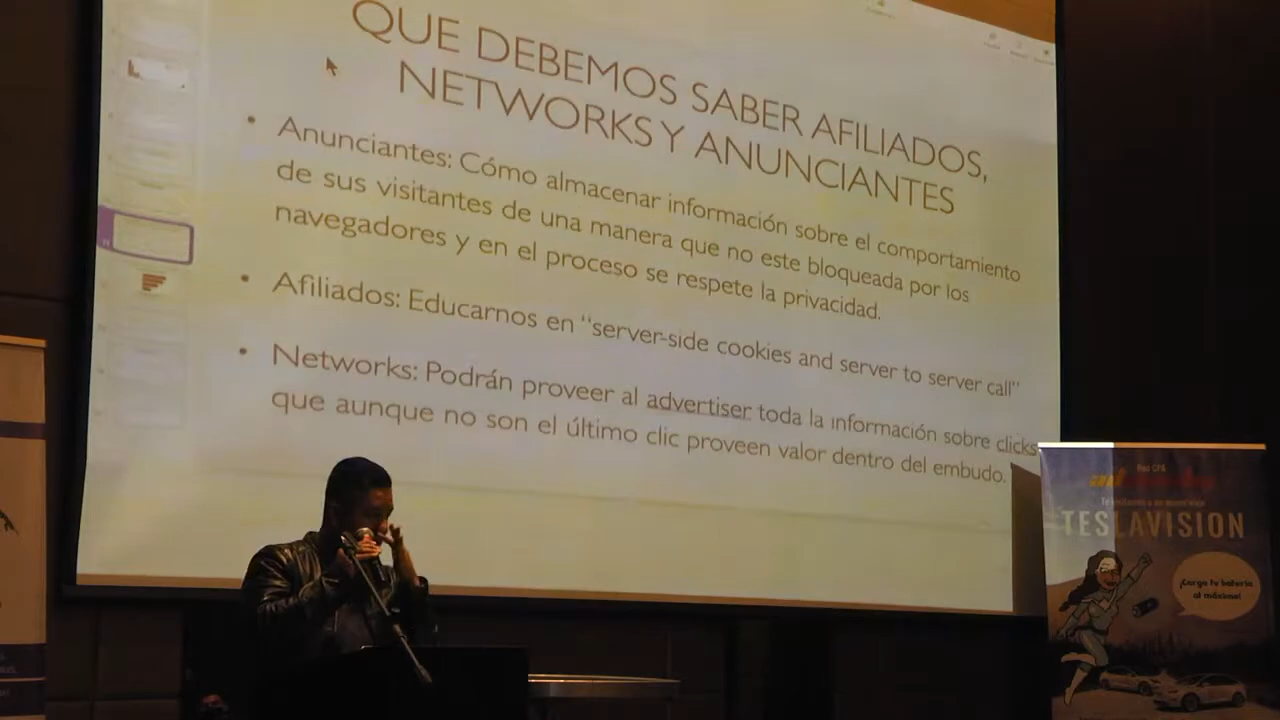 QUE DEBEMOS SABER AFILIADOS,
NETWORKS Y ANUNCIANTES
• Anunciantes: Cómo almacenar información sobre el comportamiento
de sus visitantes de una manera que no este bloqueada por los
navegadores y en el proceso se respete la privacidad.
• Afiliados: Educarnos en "server-side cookies and server to server call"
• Networks: Podrán proveer al advertiser toda la información sobre clicks
que aunque no son el último clic proveen valor dentro del embudo.
Red CPA
TESLAVISION
¡Carga tu batería
al máximo!